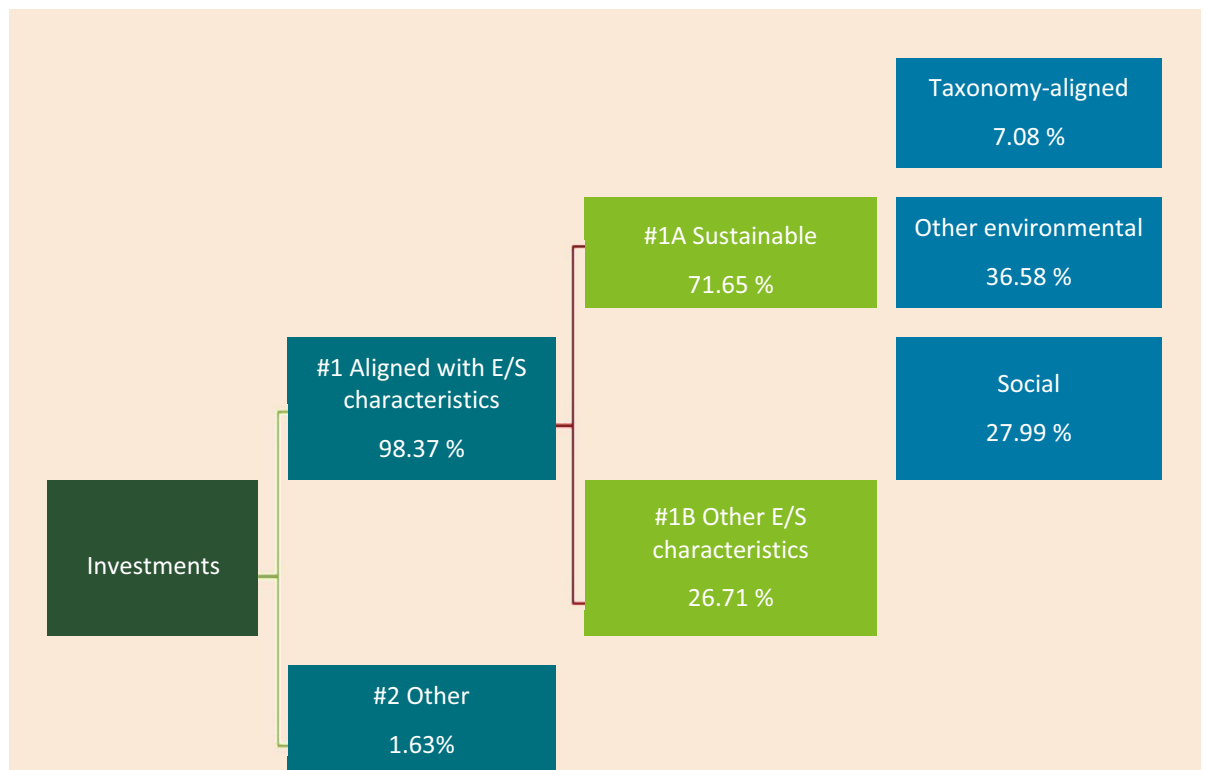 Taxonomy-aligned
7.08 %
#1A Sustainable
71.65 %
Other environmental
36.58 %
#1 Aligned with E/S
characteristics
98.37 %
Social
27.99 %
Investments
#1B Other E/S
characteristics
26.71 %
#2 Other
1.63%